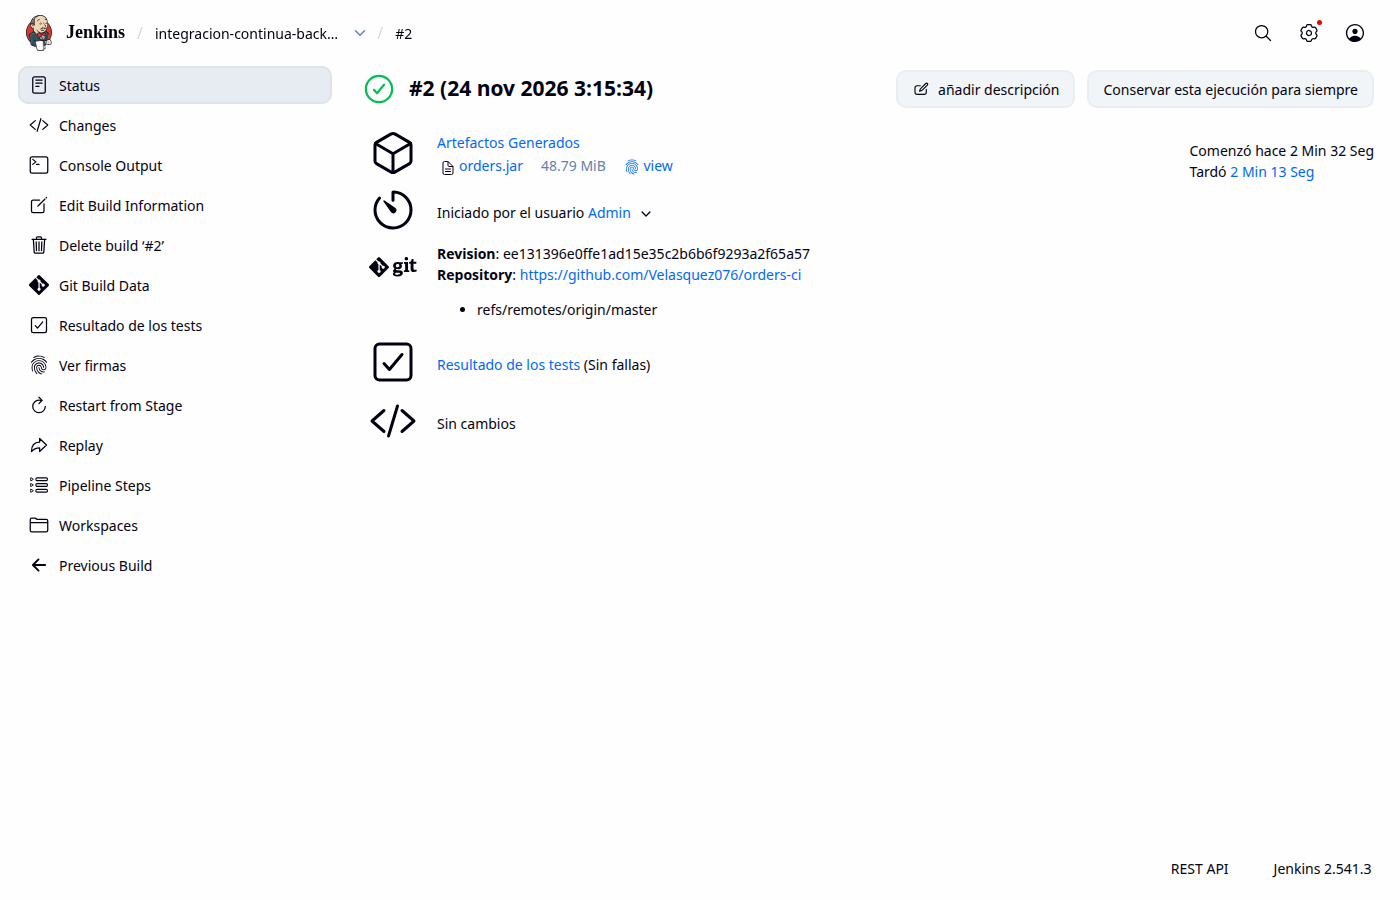 Jenkins / integracion-continua-back... / #2
Status
Changes
Console Output
Edit Build Information
Delete build ‘#2’
Git Build Data
Resultado de los tests
Ver firmas
Restart from Stage
Replay
Pipeline Steps
Workspaces
Previous Build
#2 (24 nov 2026 3:15:34)
añadir descripción
Conservar esta ejecución para siempre
Artefactos Generados
orders.jar 48.79 MiB view
Comenzó hace 2 Min 32 Seg
Tardó 2 Min 13 Seg
Iniciado por el usuario Admin
git
Revision: ee131396e0ffe1ad15e35c2b6b6f9293a2f65a57
Repository: https://github.com/Velasquez076/orders-ci
• refs/remotes/origin/master
Resultado de los tests (Sin fallas)
Sin cambios
REST API
Jenkins 2.541.3